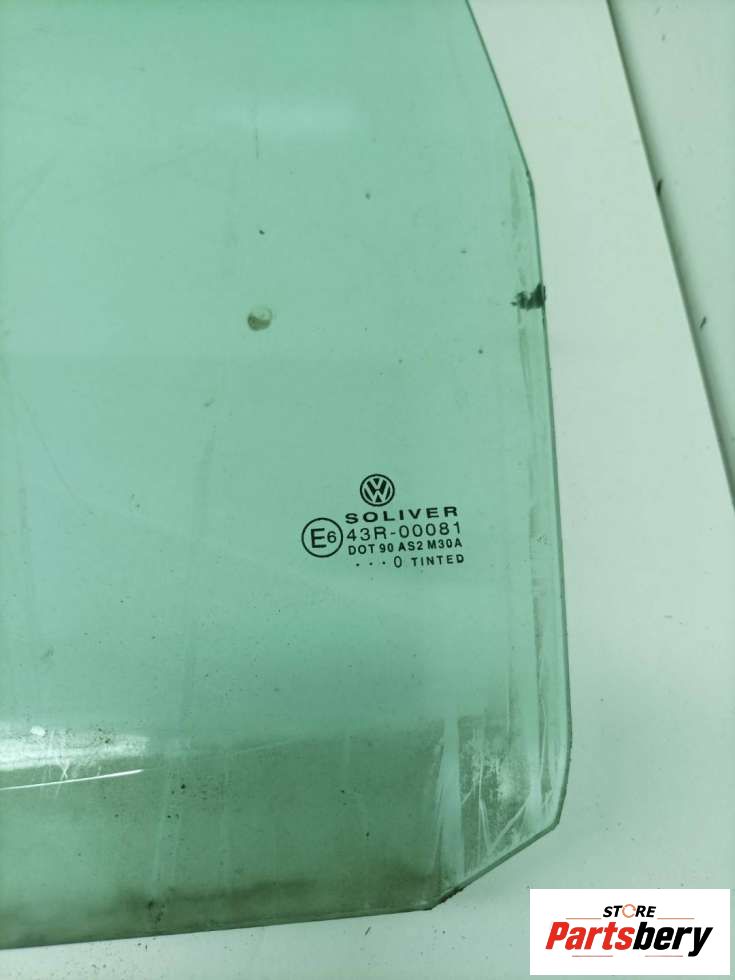 VW
SOLIVER
E6 43R-00081
DOT 90 AS2 M30A
...0 TINTED
STORE
Partsbery